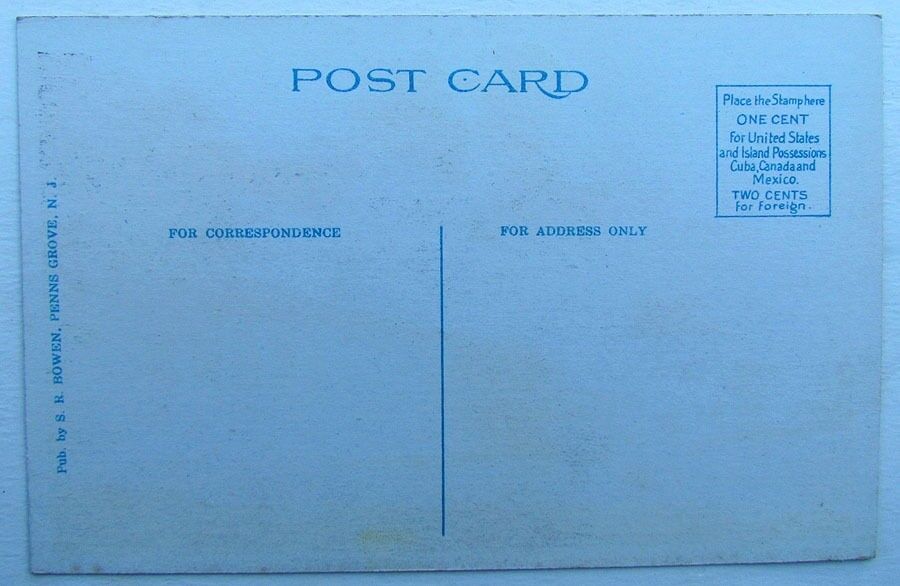 POST CARD
Place the Stamp here
ONE CENT
For United States
and Island Possessions
Cuba, Canada and
Mexico.
TWO CENTS
For Foreign.
FOR CORRESPONDENCE
FOR ADDRESS ONLY
Pub. by S. R. BOWEN, PENNS GROVE, N. J.